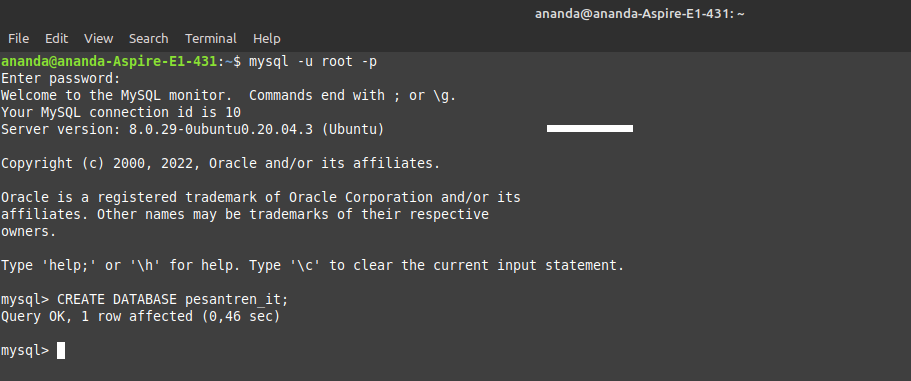 ananda@ananda-Aspire-E1-431: ~
File Edit View Search Terminal Help
ananda@ananda-Aspire-E1-431:~$ mysql -u root -p
Enter password:
Welcome to the MySQL monitor.  Commands end with ; or \g.
Your MySQL connection id is 10
Server version: 8.0.29-0ubuntu0.20.04.3 (Ubuntu)
Copyright (c) 2000, 2022, Oracle and/or its affiliates.
Oracle is a registered trademark of Oracle Corporation and/or its
affiliates. Other names may be trademarks of their respective
owners.
Type 'help;' or '\h' for help. Type '\c' to clear the current input statement.
mysql> CREATE DATABASE pesantren_it;
Query OK, 1 row affected (0,46 sec)
mysql>